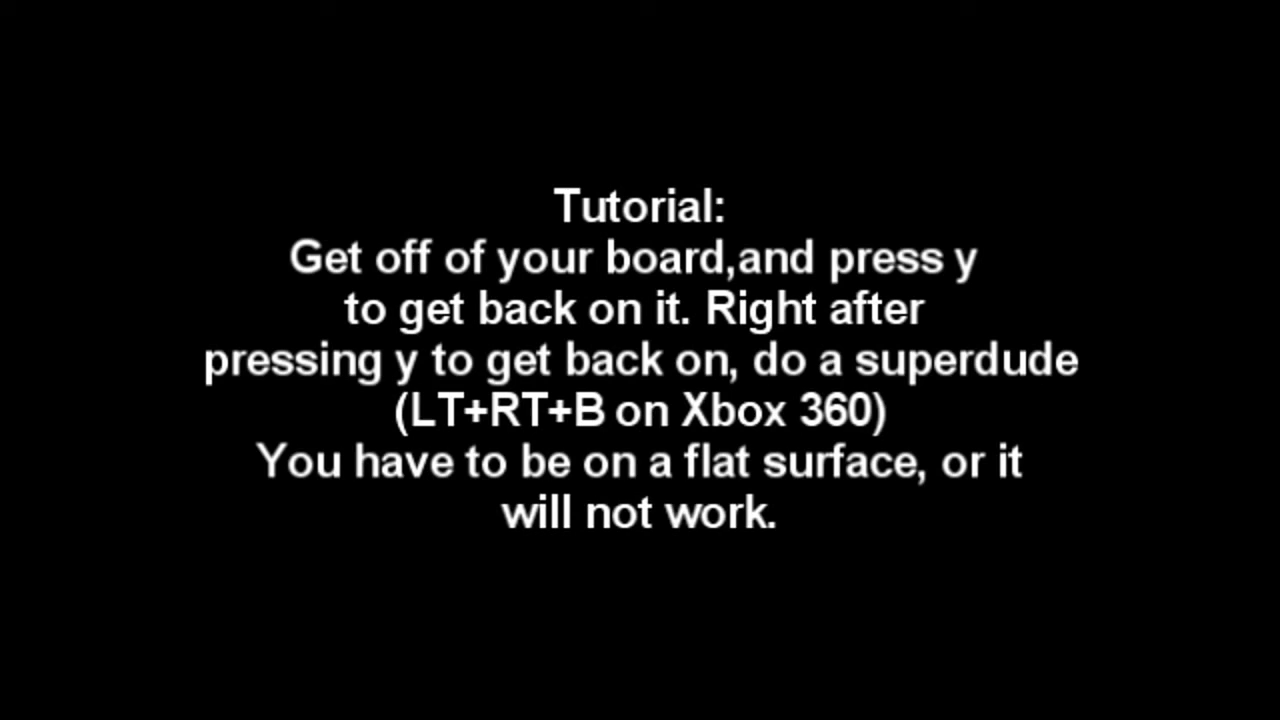 Tutorial:
Get off of your board,and press y
to get back on it. Right after
pressing y to get back on, do a superdude
(LT+RT+B on Xbox 360)
You have to be on a flat surface, or it
will not work.